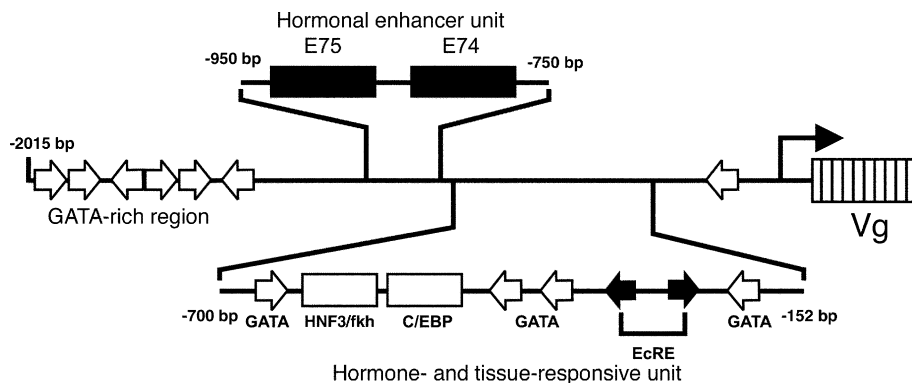 Hormonal enhancer unit
E75 E74
-950 bp -750 bp
-2015 bp
GATA-rich region
Vg
-700 bp GATA HNF3/fkh C/EBP GATA GATA -152 bp
EcRE
Hormone- and tissue-responsive unit